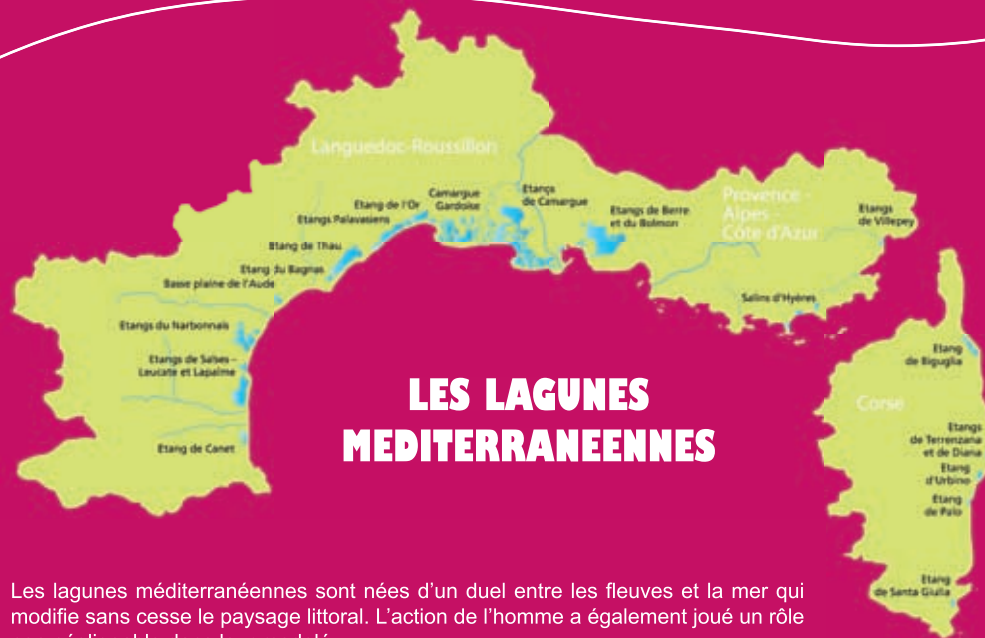 Languedoc-Roussillon
Camargue
Gardoise
Etangs
de Camargue
Etang de l'Or
Etangs Palavasiens
Etangs de Berre
et du Bolmon
Provence -
Alpes -
Côte d'Azur
Etangs
de Villepey
Etang de Thau
Etang du Bagnas
Basse plaine de l'Aude
Salins d'Hyères
Etangs du Narbonnais
Etangs de Salses -
Leucate et Lapalme
Etang de Canet
LES LAGUNES
MEDITERRANEENNES
Etang
de Biguglia
Corse
Etangs
de Terrenzana
et de Diana
Etang
d'Urbino
Etang
de Palo
Etang
de Santa Giulia
Les lagunes méditerranéennes sont nées d'un duel entre les fleuves et la mer qui
modifie sans cesse le paysage littoral. L'action de l'homme a également joué un rôle